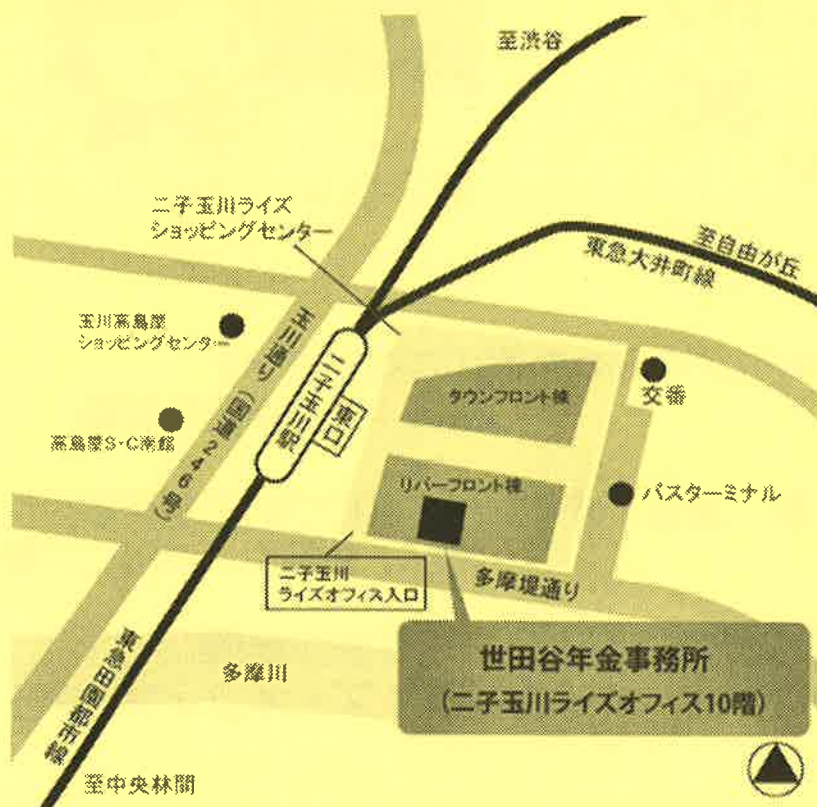 至渋谷
二子玉川ライズ
ショッピングセンター
至自由が丘
東急大井町線
玉川高島屋
ショッピングセンター
玉川通り(国道246号)
二子玉川駅
東口
タウンフロント棟
交番
高島屋S・C南館
リバーフロント棟
バスターミナル
二子玉川
ライズオフィス入口
多摩堤通り
世田谷年金事務所
(二子玉川ライズオフィス10階)
多摩川
東急田園都市線
至中央林間